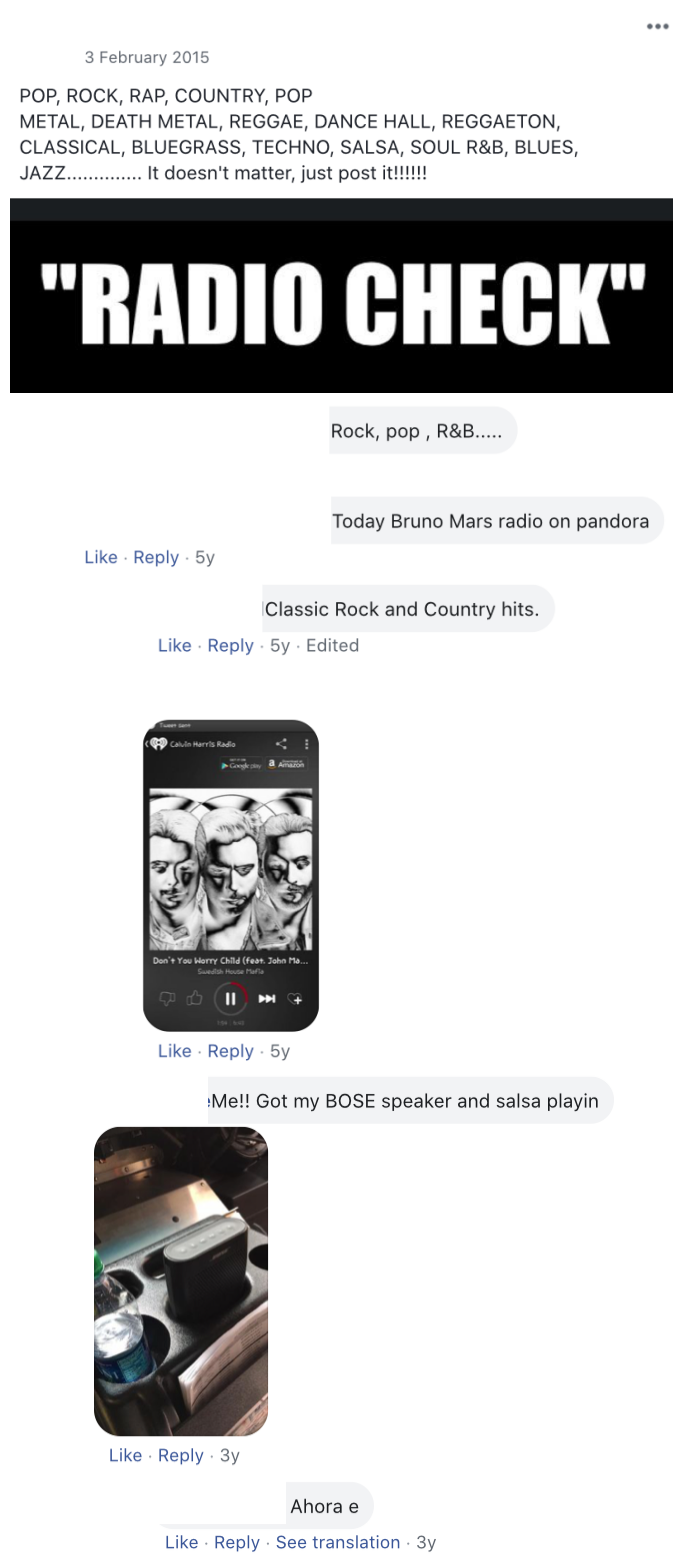 3 February 2015
POP, ROCK, RAP, COUNTRY, POP
METAL, DEATH METAL, REGGAE, DANCE HALL, REGGAETON,
CLASSICAL, BLUEGRASS, TECHNO, SALSA, SOUL R&B, BLUES,
JAZZ.............. It doesn't matter, just post it!!!!!!
"RADIO CHECK"
Rock, pop , R&B.....
Today Bruno Mars radio on pandora
Like · Reply · 5y
Classic Rock and Country hits.
Like · Reply · 5y · Edited
Calvin Harris Radio
Google play
Amazon
Don't You Worry Child (feat. John Ma...
Swedish House Mafia
Like · Reply · 5y
Me!! Got my BOSE speaker and salsa playin
Like · Reply · 3y
Ahora e
Like · Reply · See translation · 3y